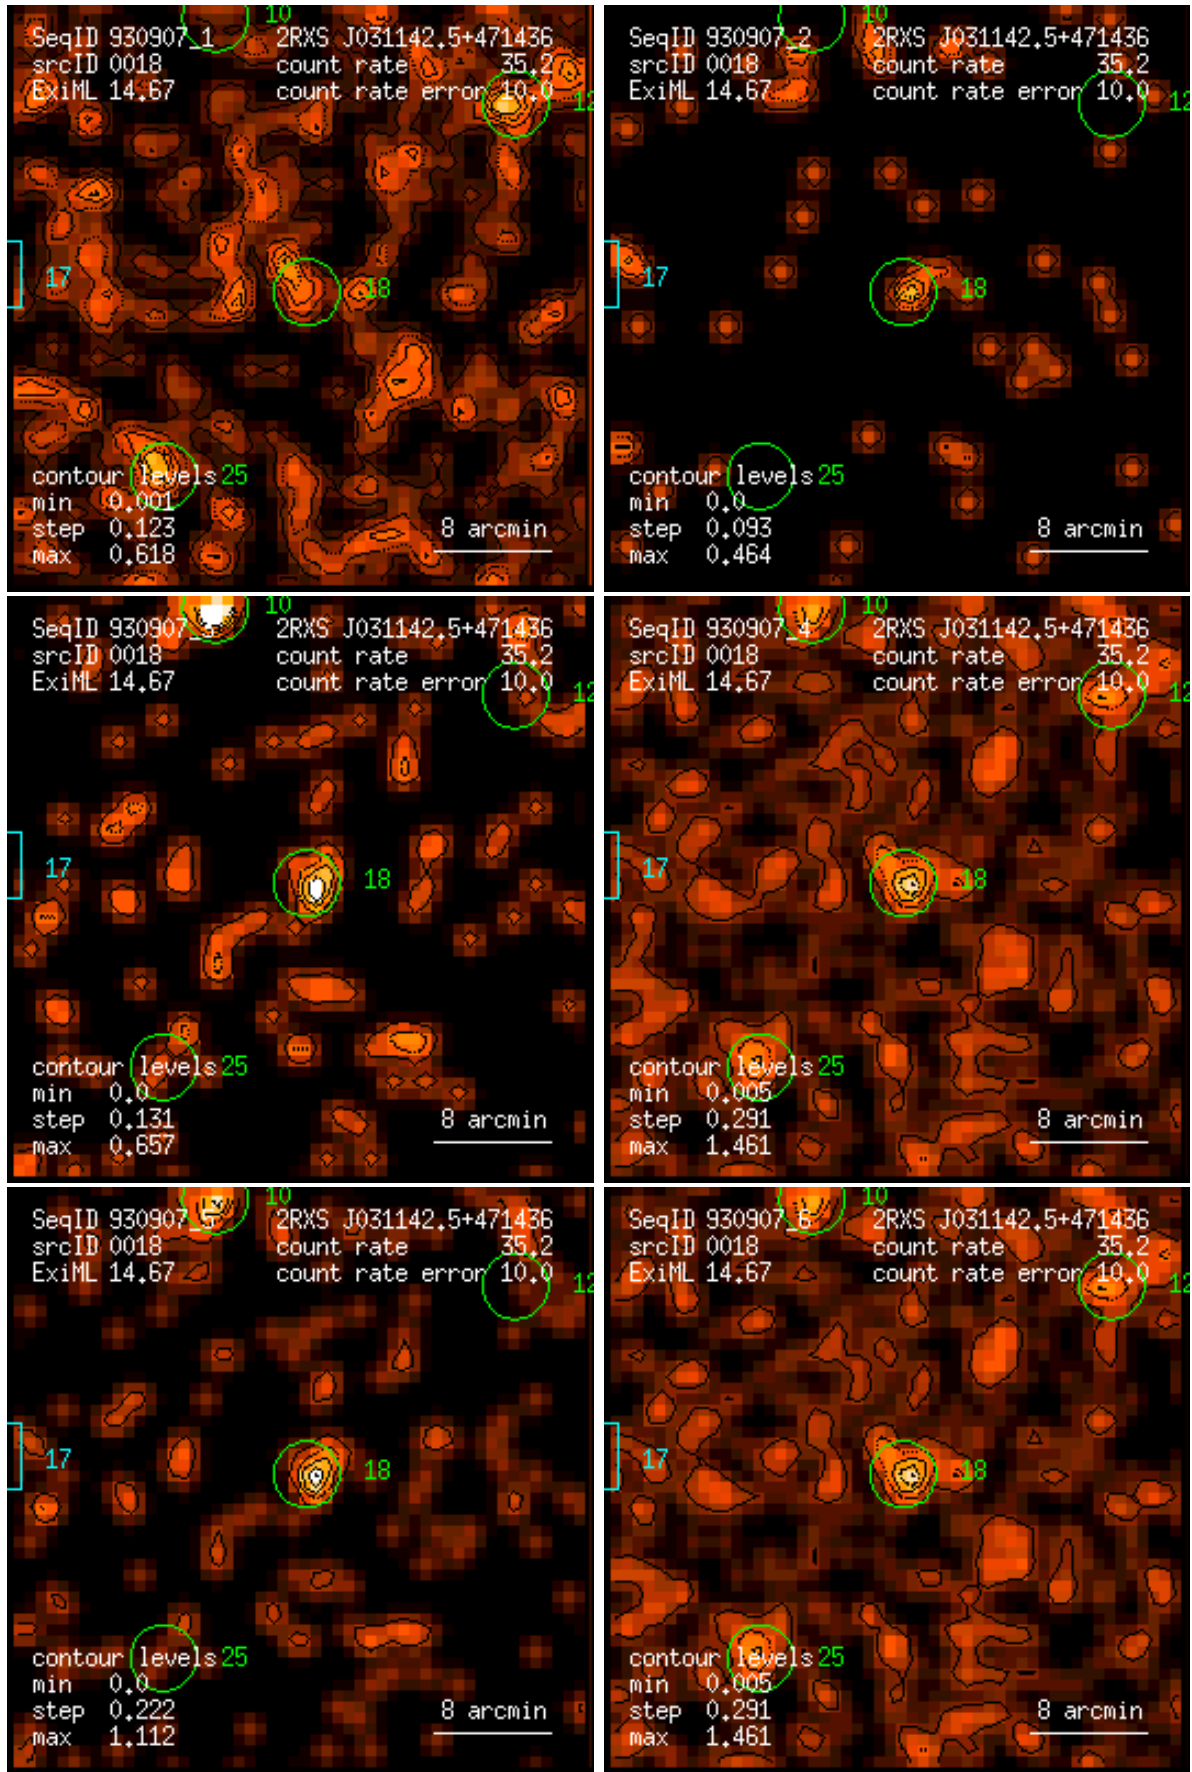 10
SeqID 930907_1 2RXS J031142.5+471436
srcID 0018 count rate 35.2
ExiML 14.67 count rate error 10.0 12
17 18
contour levels 25
min 0.001
step 0.123 8 arcmin
max 0.618
10
SeqID 930907_2 2RXS J031142.5+471436
srcID 0018 count rate 35.2
ExiML 14.67 count rate error 10.0 12
17 18
contour levels 25
min 0.0
step 0.093 8 arcmin
max 0.464
10
SeqID 930907_ 2RXS J031142.5+471436
srcID 0018 count rate 35.2
ExiML 14.67 count rate error 10.0 12
17 18
contour levels 25
min 0.0
step 0.131 8 arcmin
max 0.657
10
SeqID 930907_4 2RXS J031142.5+471436
srcID 0018 count rate 35.2
ExiML 14.67 count rate error 10.0 12
17 18
contour levels 25
min 0.005
step 0.291 8 arcmin
max 1.461
10
SeqID 930907_5 2RXS J031142.5+471436
srcID 0018 count rate 35.2
ExiML 14.67 count rate error 10.0 12
17 18
contour levels 25
min 0.0
step 0.222 8 arcmin
max 1.112
10
SeqID 930907_6 2RXS J031142.5+471436
srcID 0018 count rate 35.2
ExiML 14.67 count rate error 10.0 12
17 18
contour levels 25
min 0.005
step 0.291 8 arcmin
max 1.461